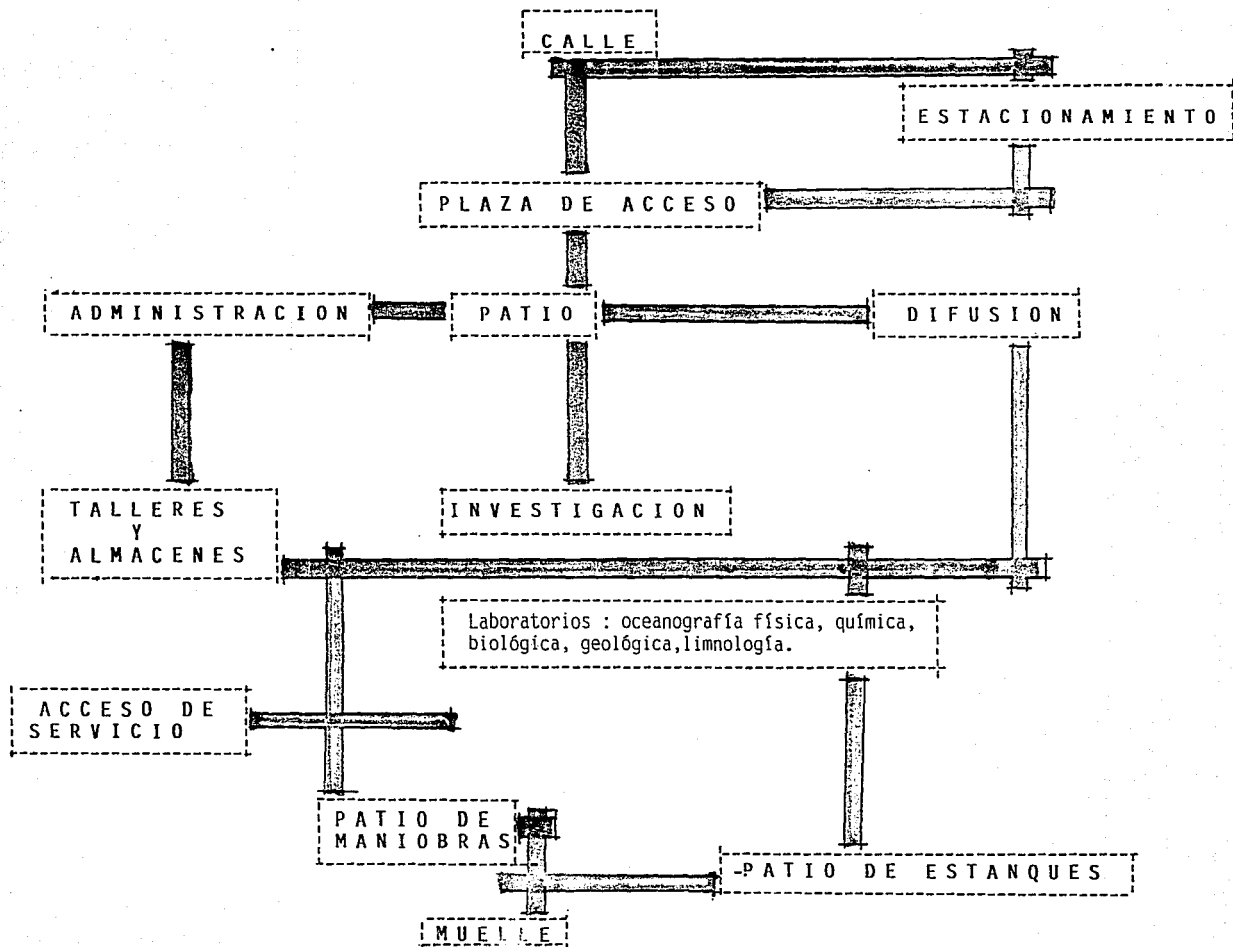 CALLE
ESTACIONAMIENTO
PLAZA DE ACCESO
ADMINISTRACION
PATIO
DIFUSION
TALLERES
Y
ALMACENES
INVESTIGACION
Laboratorios : oceanografía física, química,
biológica, geológica,limnología.
ACCESO DE
SERVICIO
PATIO DE
MANIOBRAS
-PATIO DE ESTANQUES
MUELLE